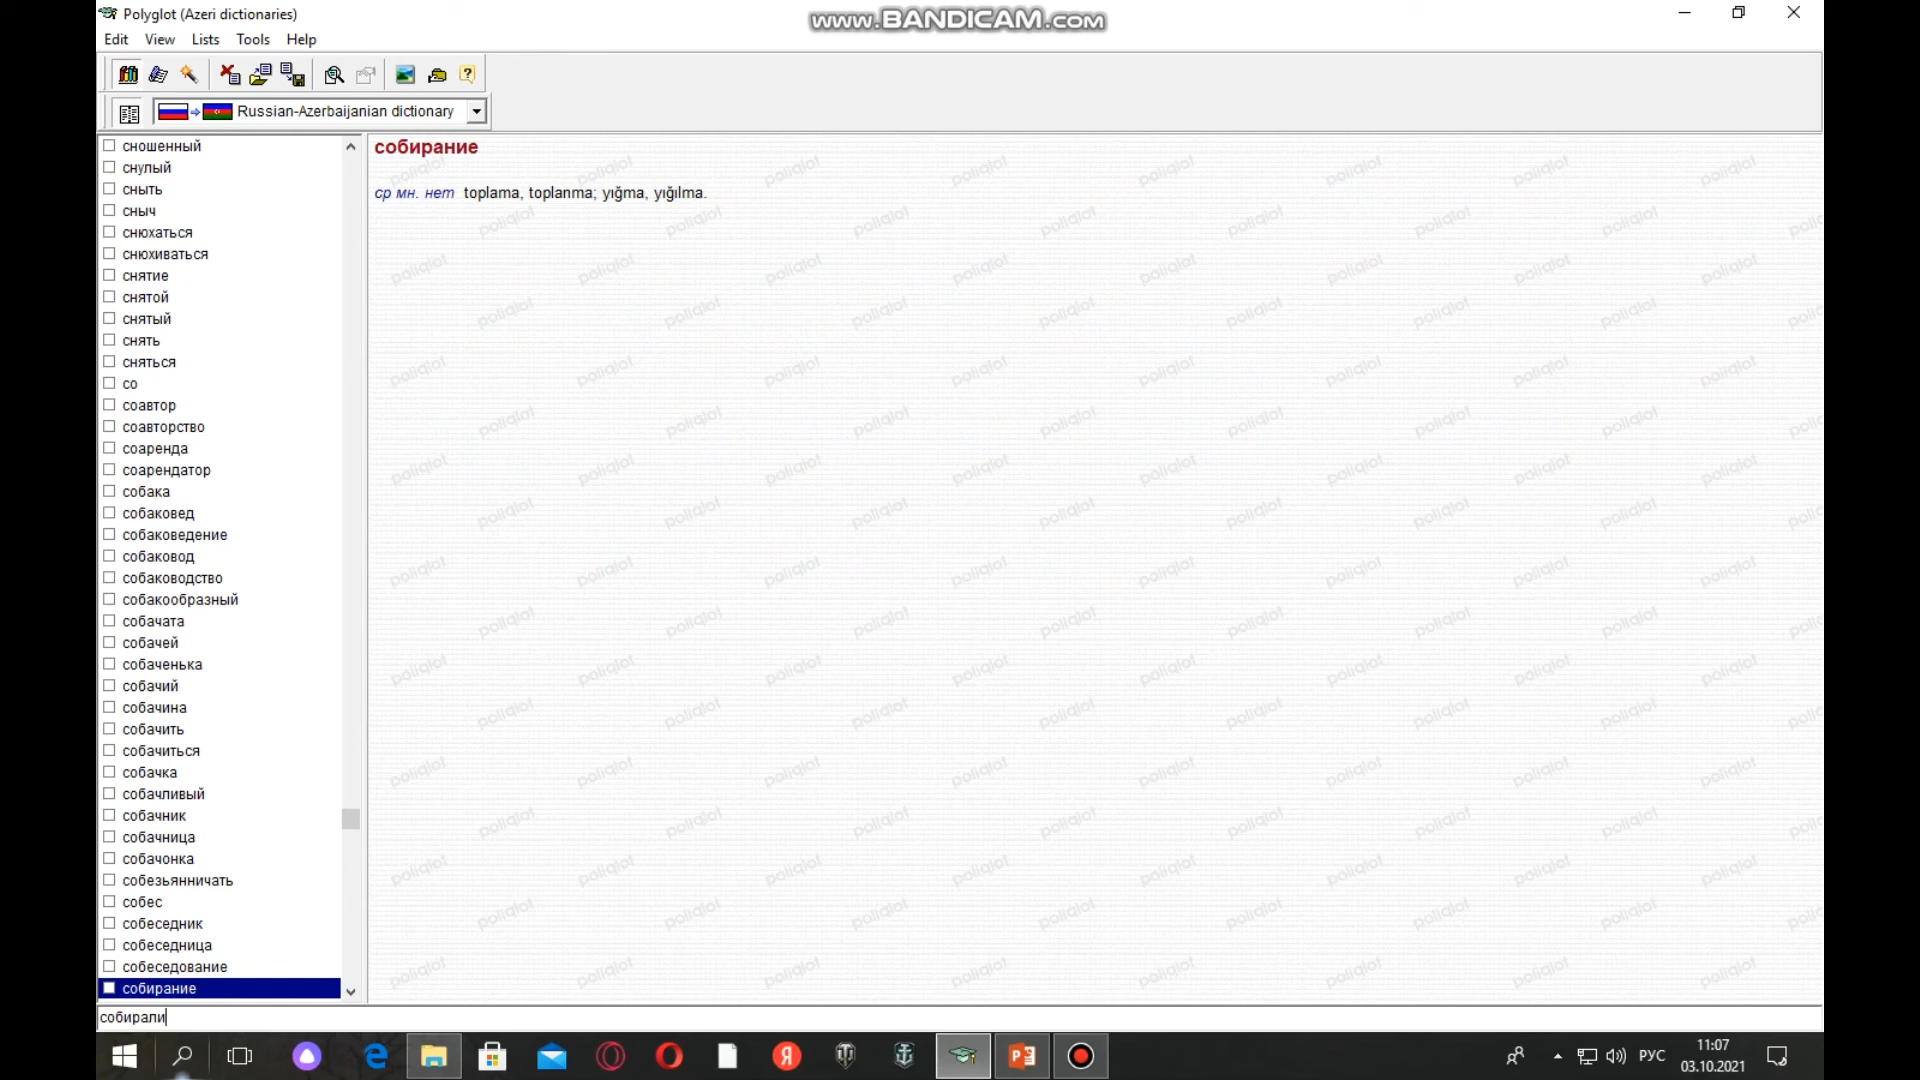 Polyglot (Azeri dictionaries)
www.BANDICAM.com
Edit View Lists Tools Help
Russian-Azerbaijanian dictionary
сношенный
снулый
сныть
сныч
снюхаться
снюхиваться
снятие
снятой
снятый
снять
сняться
со
соавтор
соавторство
соаренда
соарендатор
собака
собаковед
собаковедение
собаковод
собаководство
собакообразный
собачата
собачей
собаченька
собачий
собачина
собачить
собачиться
собачка
собачливый
собачник
собачница
собачонка
собезьянничать
собес
собеседник
собеседница
собеседование
собирание
собирание
ср мн. нет toplama, toplanma; yığma, yığılma.
собирали
РУС
11:07
03.10.2021